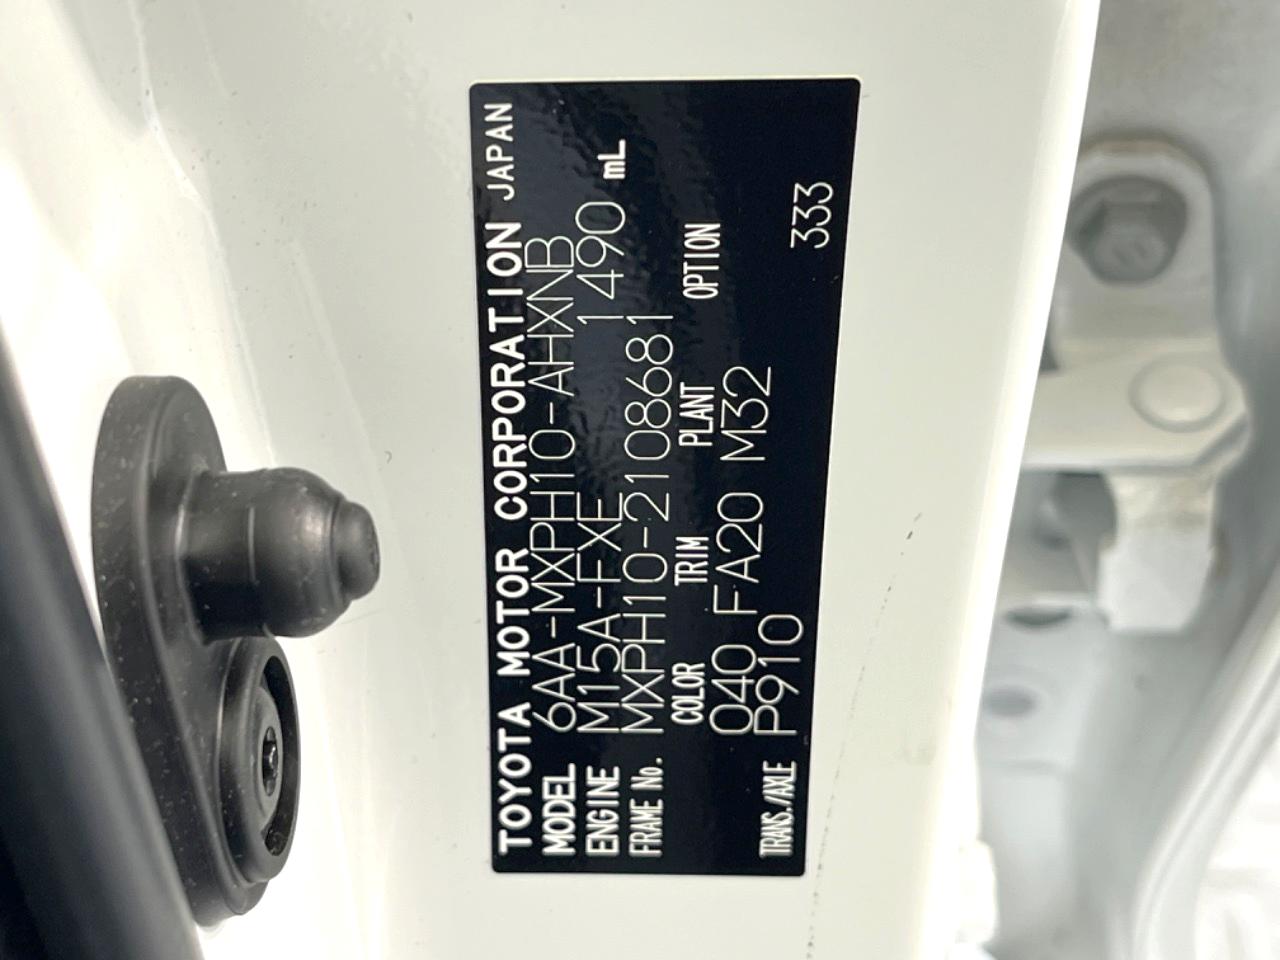 TOYOTA MOTOR CORPORATION JAPAN
MODEL 6AA-MXPH10-AHXNB
ENGINE M15A-FXE 1490 mL
FRAME No. MXPH10-2108681
COLOR TRIM PLANT OPTION
040 FA20 M32
TRANS./AXLE P910 333